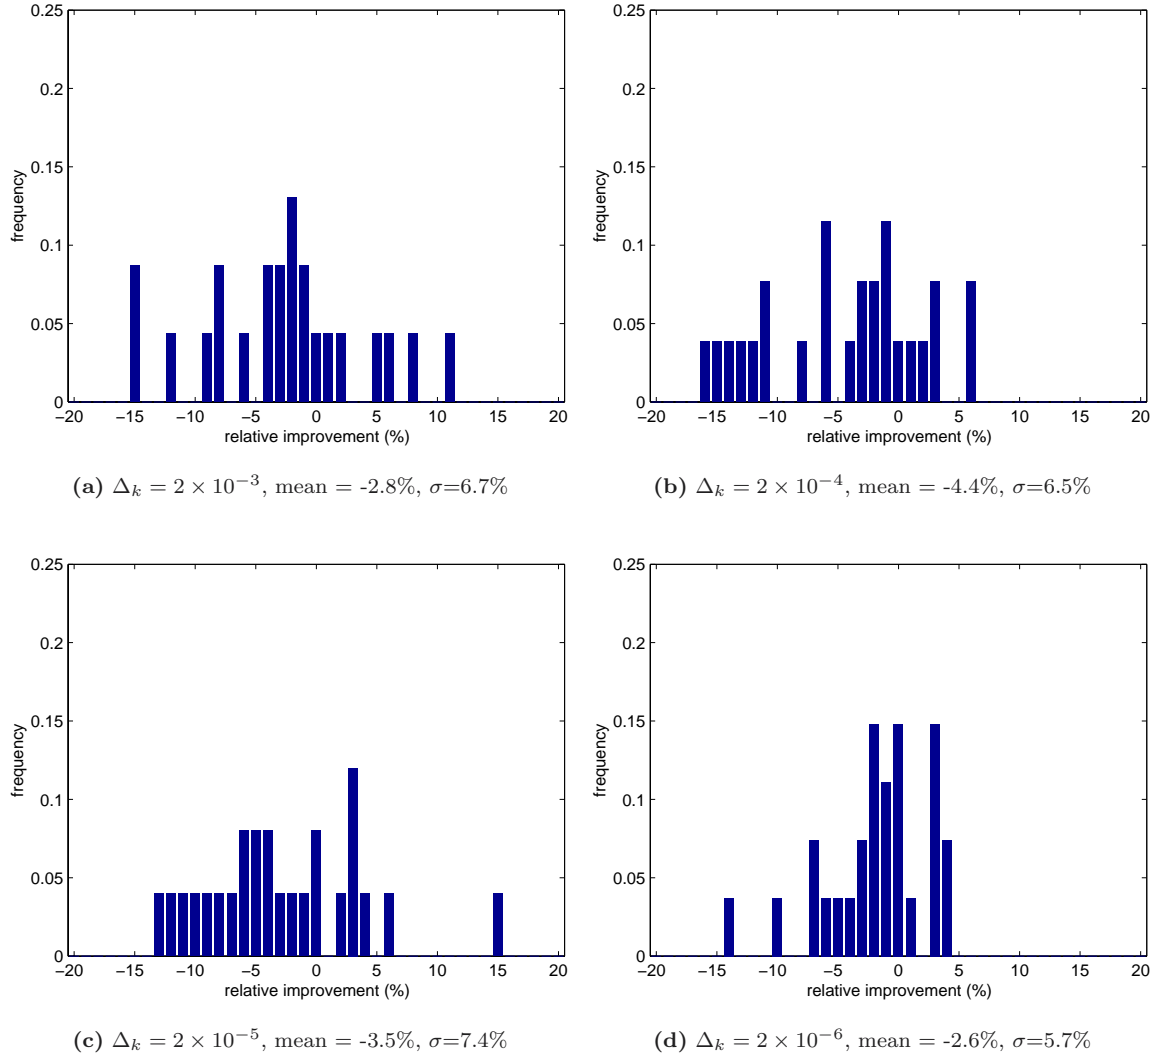 0.25
0.2
0.15
0.1
0.05
0
frequency
−20 −15 −10 −5 0 5 10 15 20
relative improvement (%)
(a) Δk = 2 × 10−3, mean = -2.8%, σ=6.7%
0.25
0.2
0.15
0.1
0.05
0
frequency
−20 −15 −10 −5 0 5 10 15 20
relative improvement (%)
(b) Δk = 2 × 10−4, mean = -4.4%, σ=6.5%
0.25
0.2
0.15
0.1
0.05
0
frequency
−20 −15 −10 −5 0 5 10 15 20
relative improvement (%)
(c) Δk = 2 × 10−5, mean = -3.5%, σ=7.4%
0.25
0.2
0.15
0.1
0.05
0
frequency
−20 −15 −10 −5 0 5 10 15 20
relative improvement (%)
(d) Δk = 2 × 10−6, mean = -2.6%, σ=5.7%